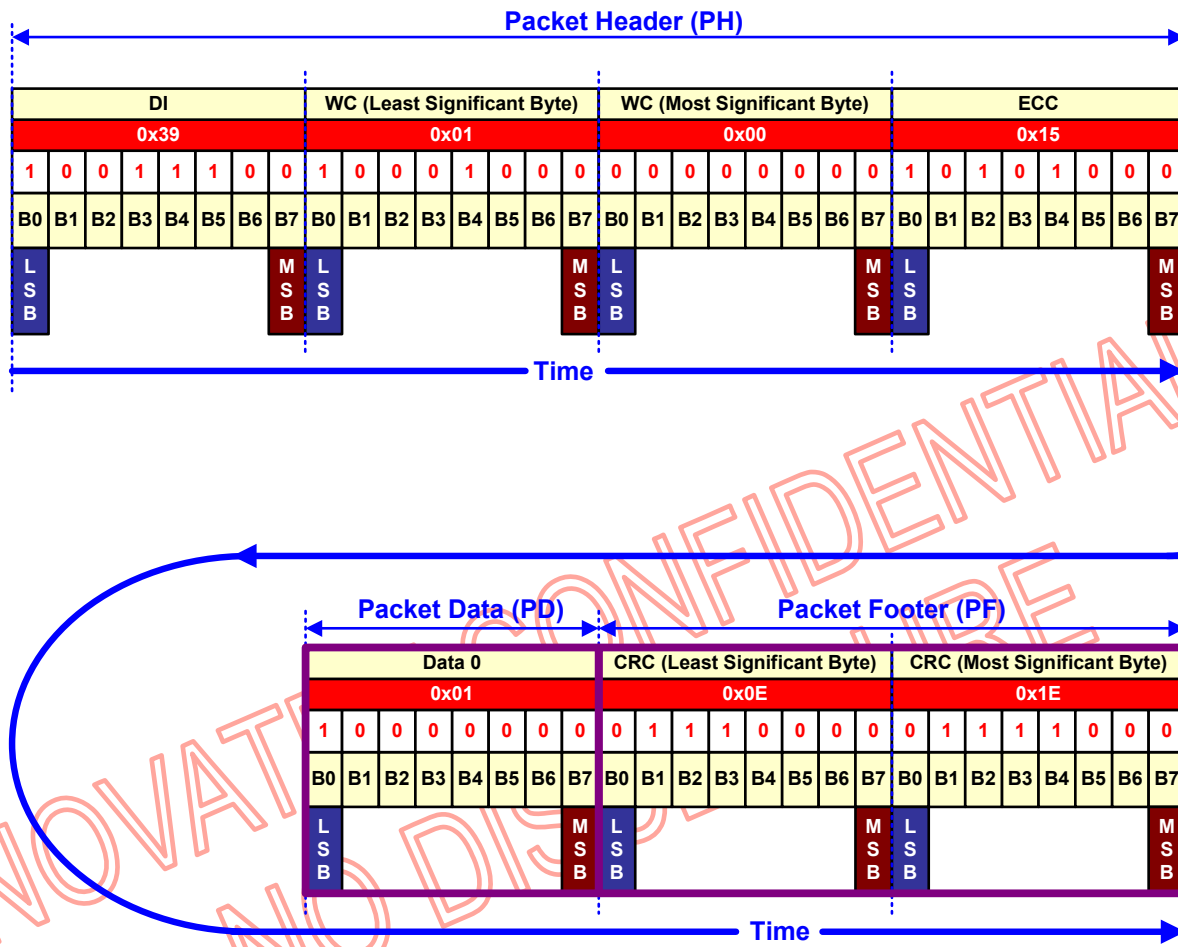 Packet Header (PH)
DI WC (Least Significant Byte) WC (Most Significant Byte) ECC
0x39 0x01 0x00 0x15
1 0 0 1 1 1 0 0 1 0 0 0 1 0 0 0 0 0 0 0 0 0 0 0 1 0 1 0 1 0 0 0
B0 B1 B2 B3 B4 B5 B6 B7 B0 B1 B2 B3 B4 B5 B6 B7 B0 B1 B2 B3 B4 B5 B6 B7 B0 B1 B2 B3 B4 B5 B6 B7
LSB MSB LSB MSB LSB MSB LSB MSB
Time
Packet Data (PD) Packet Footer (PF)
Data 0 CRC (Least Significant Byte) CRC (Most Significant Byte)
0x01 0x0E 0x1E
1 0 0 0 0 0 0 0 0 1 1 1 0 0 0 0 0 1 1 1 1 0 0 0
B0 B1 B2 B3 B4 B5 B6 B7 B0 B1 B2 B3 B4 B5 B6 B7 B0 B1 B2 B3 B4 B5 B6 B7
LSB MSB LSB MSB LSB MSB
Time
NO